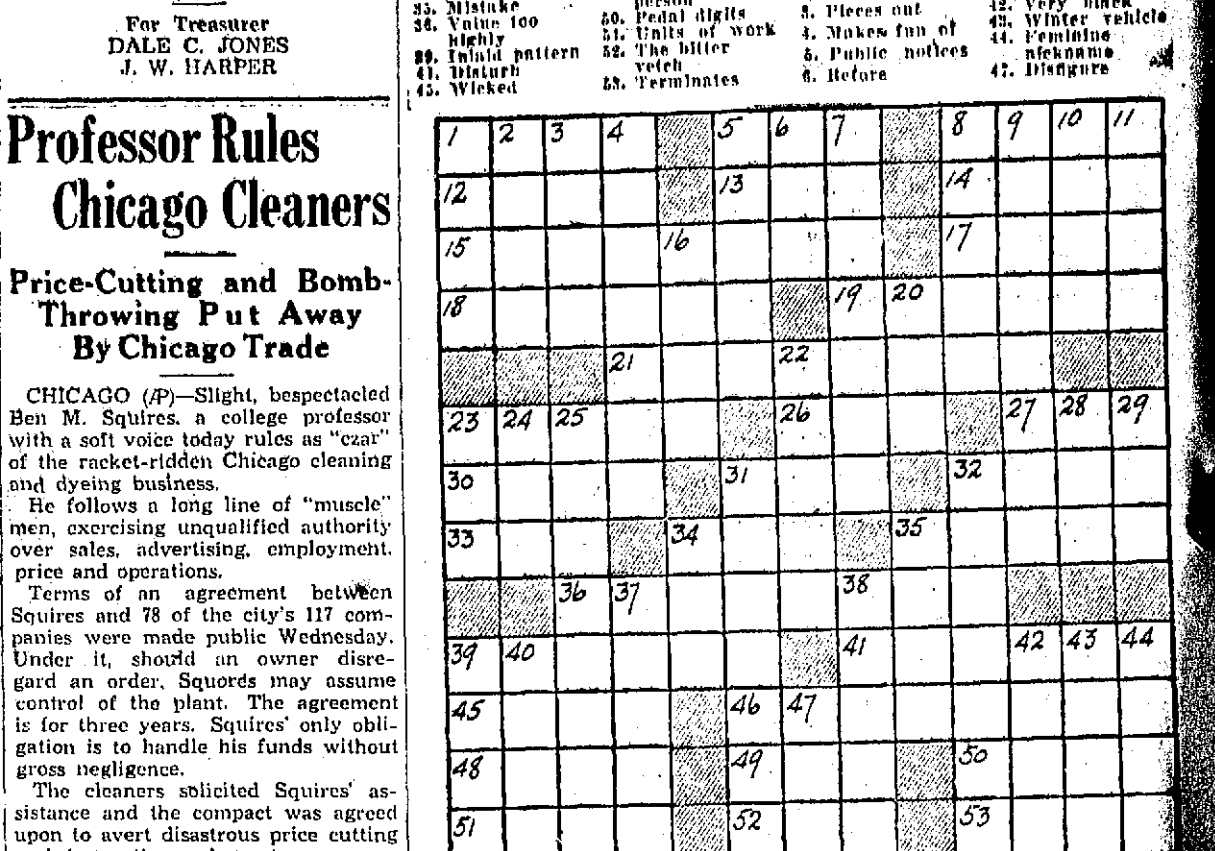 For Treasurer
DALE C. JONES
J. W. HARPER
Professor Rules
Chicago Cleaners
Price-Cutting and Bomb-
Throwing Put Away
By Chicago Trade
CHICAGO (AP)—Slight, bespectacled
Ben M. Squires. a college professor
with a soft voice today rules as "czar"
of the racket-ridden Chicago cleaning
and dyeing business.
He follows a long line of "muscle"
men, exercising unqualified authority
over sales, advertising, employment,
price and operations.
Terms of an agreement between
Squires and 78 of the city's 117 com-
panies were made public Wednesday.
Under it, should an owner disre-
gard an order, Squords may assume
control of the plant. The agreement
is for three years. Squires' only obli-
gation is to handle his funds without
gross negligence.
The cleaners solicited Squires' as-
sistance and the compact was agreed
upon to avert disastrous price cutting
35. Mistake
36. Value too
highly
39. Inlaid pattern
41. Disturb
45. Wicked
person
50. Pedal digits
51. Units of work
52. The bitter
vetch
53. Terminates
3. Pieces out
4. Makes fun of
5. Public notices
6. Before
42. Very black
43. Winter vehicle
44. Feminine
nickname
47. Disfigure
1 2 3 4 5 6 7 8 9 10 11
12 13 14
15 16 17
18 19 20
21 22
23 24 25 26 27 28 29
30 31 32
33 34 35
36 37 38
39 40 41 42 43 44
45 46 47
48 49 50
51 52 53